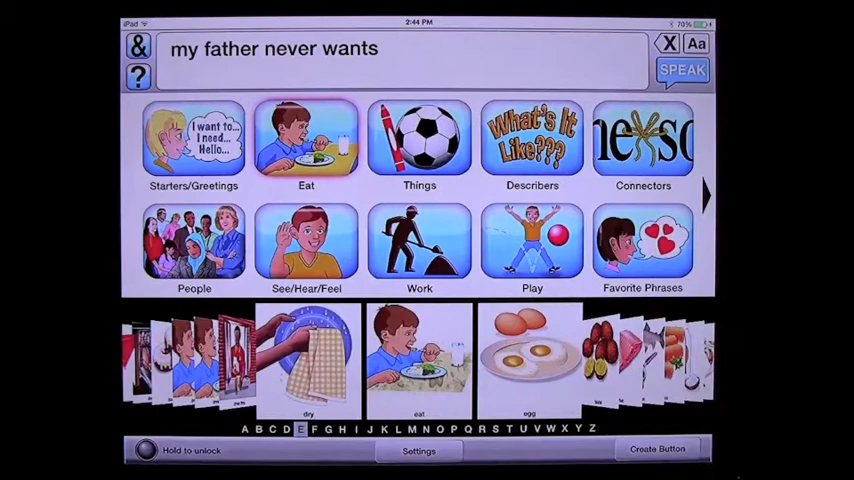 iPad
2:44 PM
70%
&
my father never wants
X
Aa
?
SPEAK
I want to...
I need...
Hello...
What's It
Like???
Starters/Greetings
Eat
Things
Describers
Connectors
People
See/Hear/Feel
Work
Play
Favorite Phrases
dry
eat
egg
A B C D E F G H I J K L M N O P Q R S T U V W X Y Z
Hold to unlock
Settings
Create Button